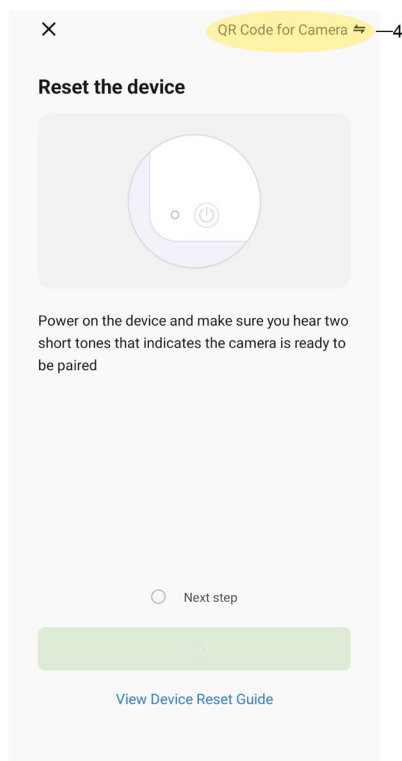 QR Code for Camera
4
Reset the device
Power on the device and make sure you hear two
short tones that indicates the camera is ready to
be paired
Next step
Next
View Device Reset Guide